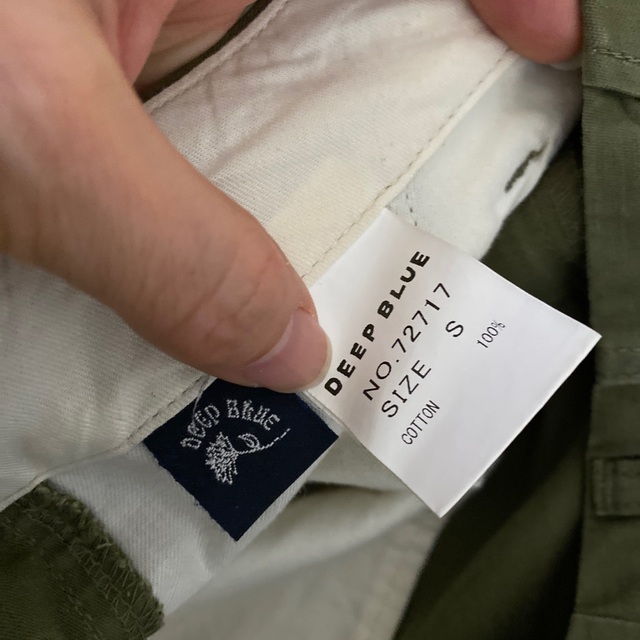 DEEP BLUE
NO.72717
SIZE S
COTTON 100%
DEEP BLUE